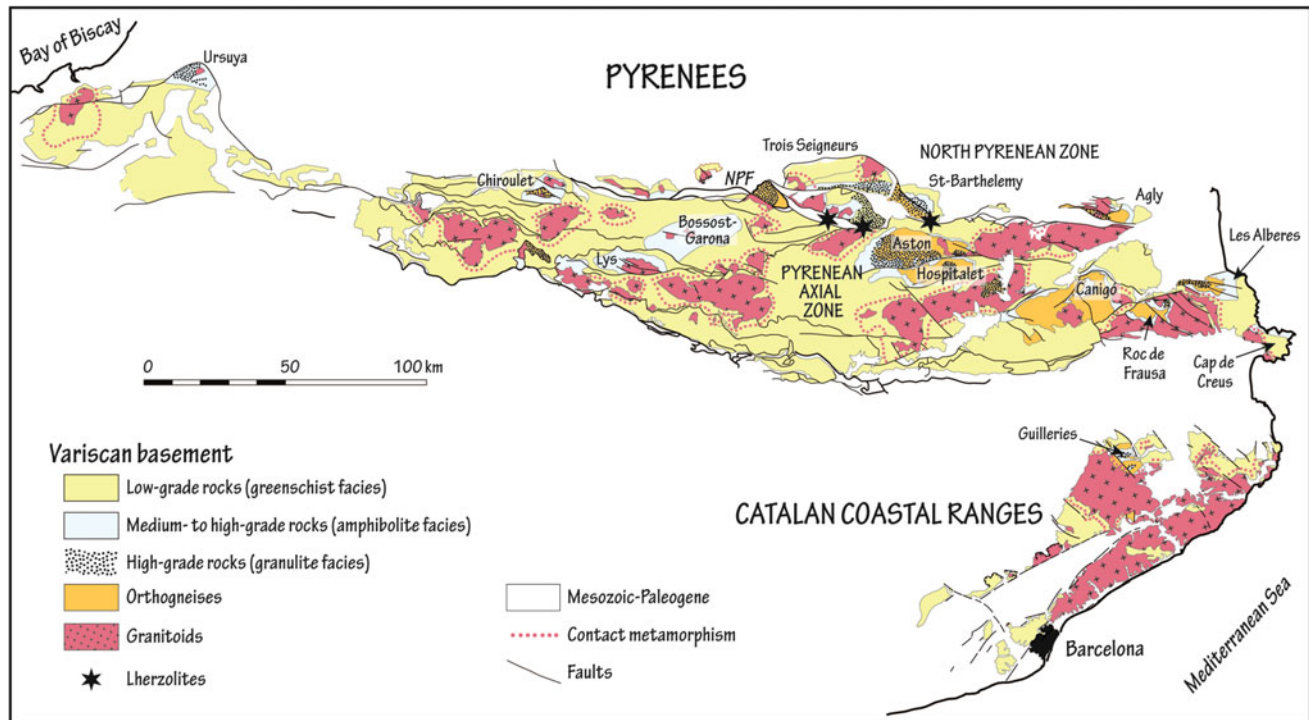 Bay of Biscay
Ursuya
PYRENEES
Trois Seigneurs
NORTH PYRENEAN ZONE
St-Barthelemy
Chiroulet
NPF
Agly
Bossost-
Garona
Les Alberes
Aston
Lys
Hospitalet
PYRENEAN
AXIAL
ZONE
Canigó
0 50 100 km
Roc de
Frausa
Cap de
Creus
Guilleries
Variscan basement
Low-grade rocks (greenschist facies)
Medium- to high-grade rocks (amphibolite facies)
High-grade rocks (granulite facies)
Orthogneises
Granitoids
Lherzolites
Mesozoic-Paleogene
Contact metamorphism
Faults
CATALAN COASTAL RANGES
Barcelona
Mediterranean Sea